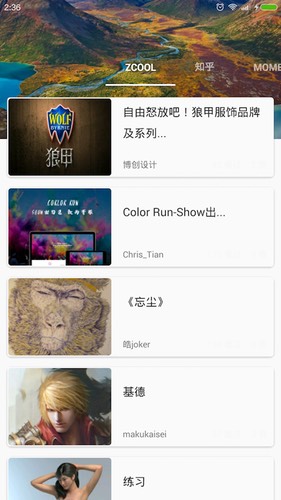 2:36
ZCOOL
知乎
MOME
WOLF
狼甲
自由怒放吧！狼甲服饰品牌
及系列...
博创设计
COLOR RUN
Color Run-Show出...
Chris_Tian
《忘尘》
皓joker
基德
makukaisei
练习